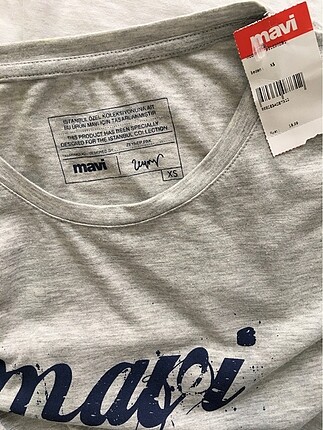 mavi
Beden: XS
İSTANBUL ÖZEL KOLEKSİYONUNA AİT
BU ÜRÜN MAVİ İÇİN TASARLANMIŞTIR
THIS PRODUCT HAS BEEN SPECIALLY
DESIGNED FOR THE ISTANBUL COLLECTION
mavi
XS
mavi